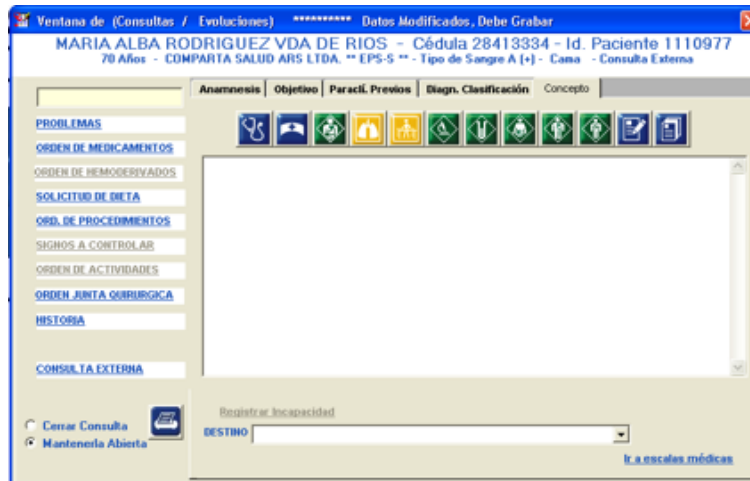 Ventana de (Consultas / Evoluciones) ********** Datos Modificados, Debe Grabar
MARIA ALBA RODRIGUEZ VDA DE RIOS - Cédula 28413334 - Id. Paciente 1110977
70 Años - COMPARTA SALUD ARS LTDA. ** EPS-S ** - Tipo de Sangre A (+) - Cama - Consulta Externa
Anamnesis Objetivo Paraclí. Previos Diagn. Clasificación Concepto
PROBLEMAS
ORDEN DE MEDICAMENTOS
ORDEN DE HEMODERIVADOS
SOLICITUD DE DIETA
ORD. DE PROCEDIMIENTOS
SIGNOS A CONTROLAR
ORDEN DE ACTIVIDADES
ORDEN JUNTA QUIRURGICA
HISTORIA
CONSULTA EXTERNA
Cerrar Consulta
Mantenerla Abierta
Registrar Incapacidad
DESTINO
Ir a escalas médicas